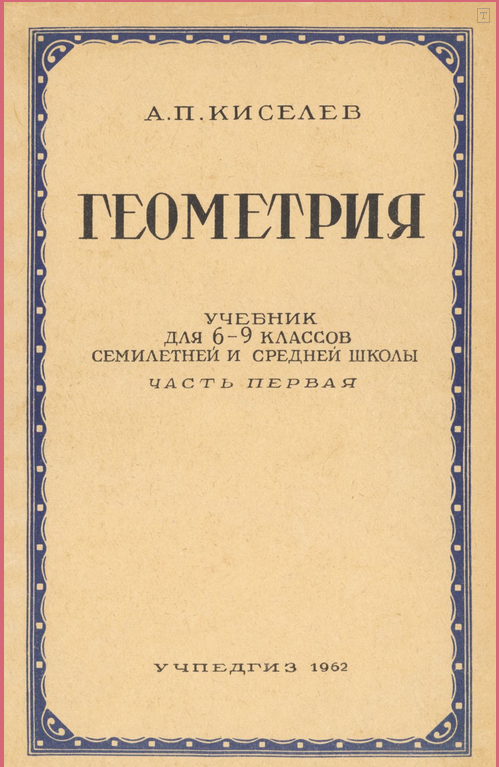 А.П.КИСЕЛЕВ
ГЕОМЕТРИЯ
УЧЕБНИК
ДЛЯ 6–9 КЛАССОВ
СЕМИЛЕТНЕЙ И СРЕДНЕЙ ШКОЛЫ
ЧАСТЬ ПЕРВАЯ
УЧПЕДГИЗ 1962